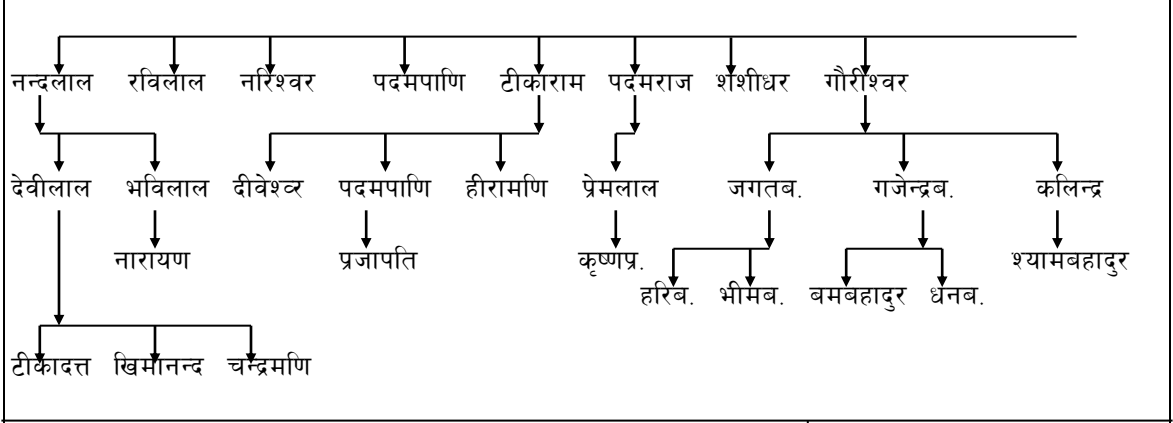 नन्दलाल रविलाल नरिश्वर पदमपाणि टीकाराम पदमराज शशीधर गौरीश्वर
देवीलाल भविलाल दीवेश्व्र पदमपाणि हीरामणि प्रेमलाल जगतब. गजेन्द्रब. कलिन्द्र
नारायण प्रजापति कृष्णप्र. श्यामबहादुर
हरिब. भीमब. बमबहादुर धनब.
टीकादत्त खिमानन्द चन्द्रमणि